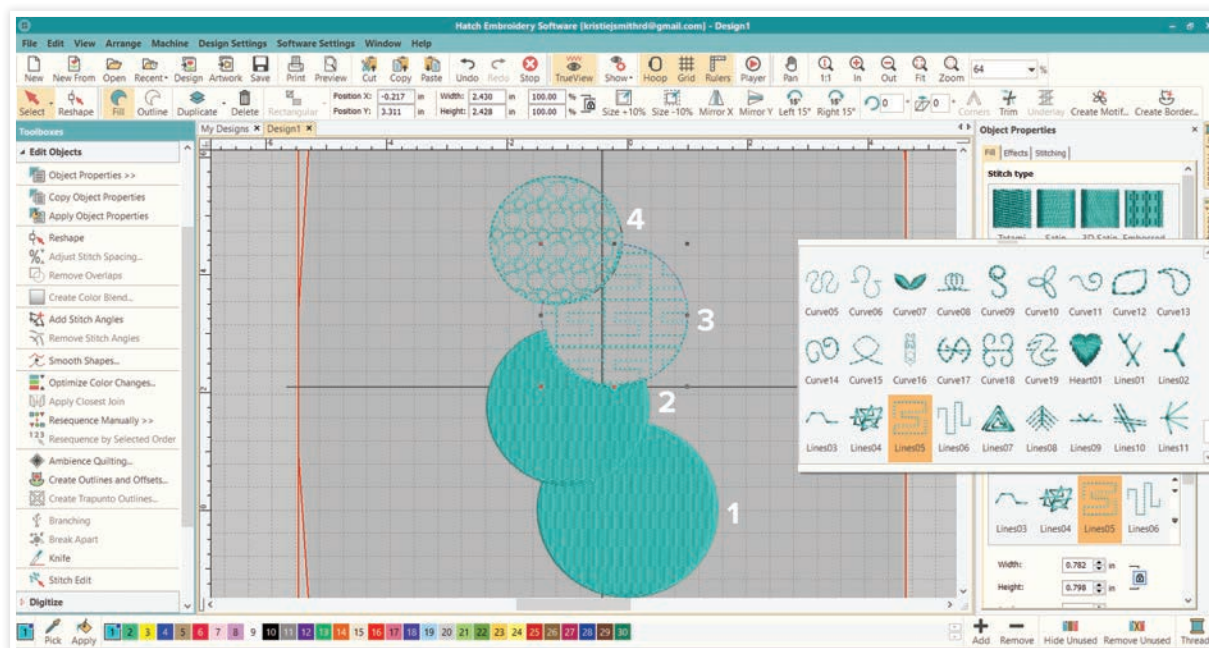 Hatch Embroidery Software [kristiejsmithrd@gmail.com] - Design1
File Edit View Arrange Machine Design Settings Software Settings Window Help
New New From Open Recent Design Artwork Save Print Preview Cut Copy Paste Undo Redo Stop TrueView Show Hoop Grid Rulers Player Pan 1:1 In Out Fit Zoom 64 %
Position X: -0.217 in Width: 2.430 in 100.00 % 15° 15° 0 ° 0 °
Select Reshape Fill Outline Duplicate Delete Rectangular Position Y: 3.311 in Height: 2.428 in 100.00 % Size +10% Size -10% Mirror X Mirror Y Left 15° Right 15° Corners Trim Underlay Create Motif... Create Border...
Toolboxes
My Designs Design1
Object Properties
Edit Objects
Fill Effects Stitching
Object Properties >>
Stitch type
Copy Object Properties
Apply Object Properties
4
Reshape
Tatami Satin 3D Satin Embossed
Adjust Stitch Spacing...
Remove Overlaps
Create Color Blend...
Curve05 Curve06 Curve07 Curve08 Curve09 Curve10 Curve11 Curve12 Curve13
3
Add Stitch Angles
Remove Stitch Angles
Smooth Shapes...
Curve14 Curve15 Curve16 Curve17 Curve18 Curve19 Heart01 Lines01 Lines02
Optimize Color Changes...
Apply Closest Join
2
Resequence Manually >>
123 Resequence by Selected Order
Lines03 Lines04 Lines05 Lines06 Lines07 Lines08 Lines09 Lines10 Lines11
Ambience Quilting...
Create Outlines and Offsets...
Create Trapunto Outlines...
1
Branching
Lines03 Lines04 Lines05 Lines06
Break Apart
Knife
Width: 0.782 in
Stitch Edit
Height: 0.798 in
Digitize
1 Pick Apply 1 2 3 4 5 6 7 8 9 10 11 12 13 14 15 16 17 18 19 20 21 22 23 24 25 26 27 28 29 30 Add Remove Hide Unused Remove Unused Thread